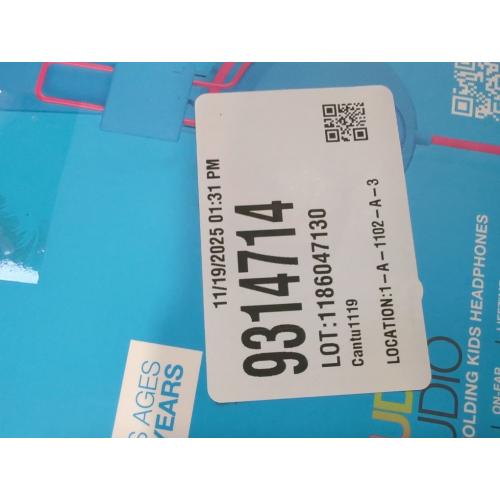 11/19/2025 01:31 PM
9314714
LOT:1186047130
Cantu1119
LOCATION:1-A-1102-A-3
AGES
YEARS
UDIO
OLDING KIDS HEADPHONES
ON-EAR